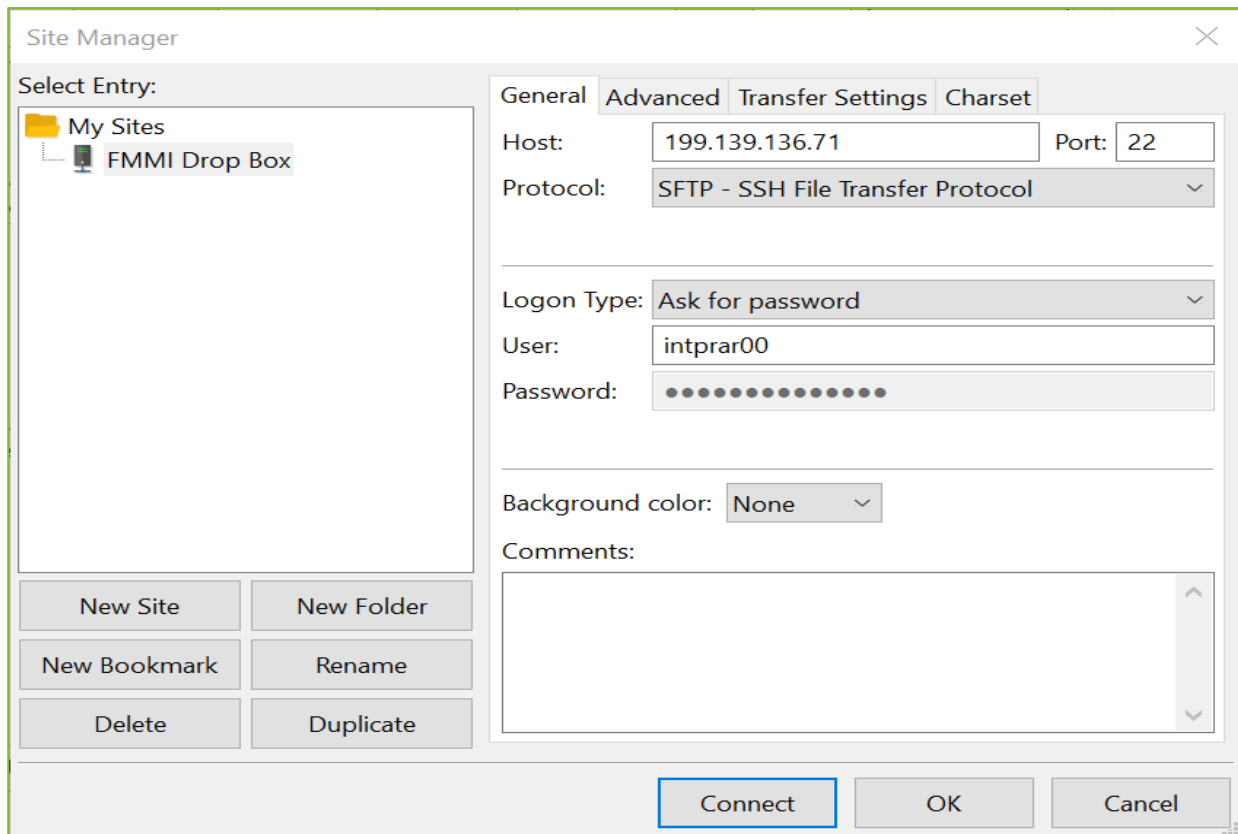 Site Manager
Select Entry:
My Sites
FMMI Drop Box
New Site
New Folder
New Bookmark
Rename
Delete
Duplicate
General
Advanced
Transfer Settings
Charset
Host:
199.139.136.71
Port:
22
Protocol:
SFTP - SSH File Transfer Protocol
Logon Type:
Ask for password
User:
intprar00
Password:
●●●●●●●●●●●●●●
Background color:
None
Comments:
Connect
OK
Cancel